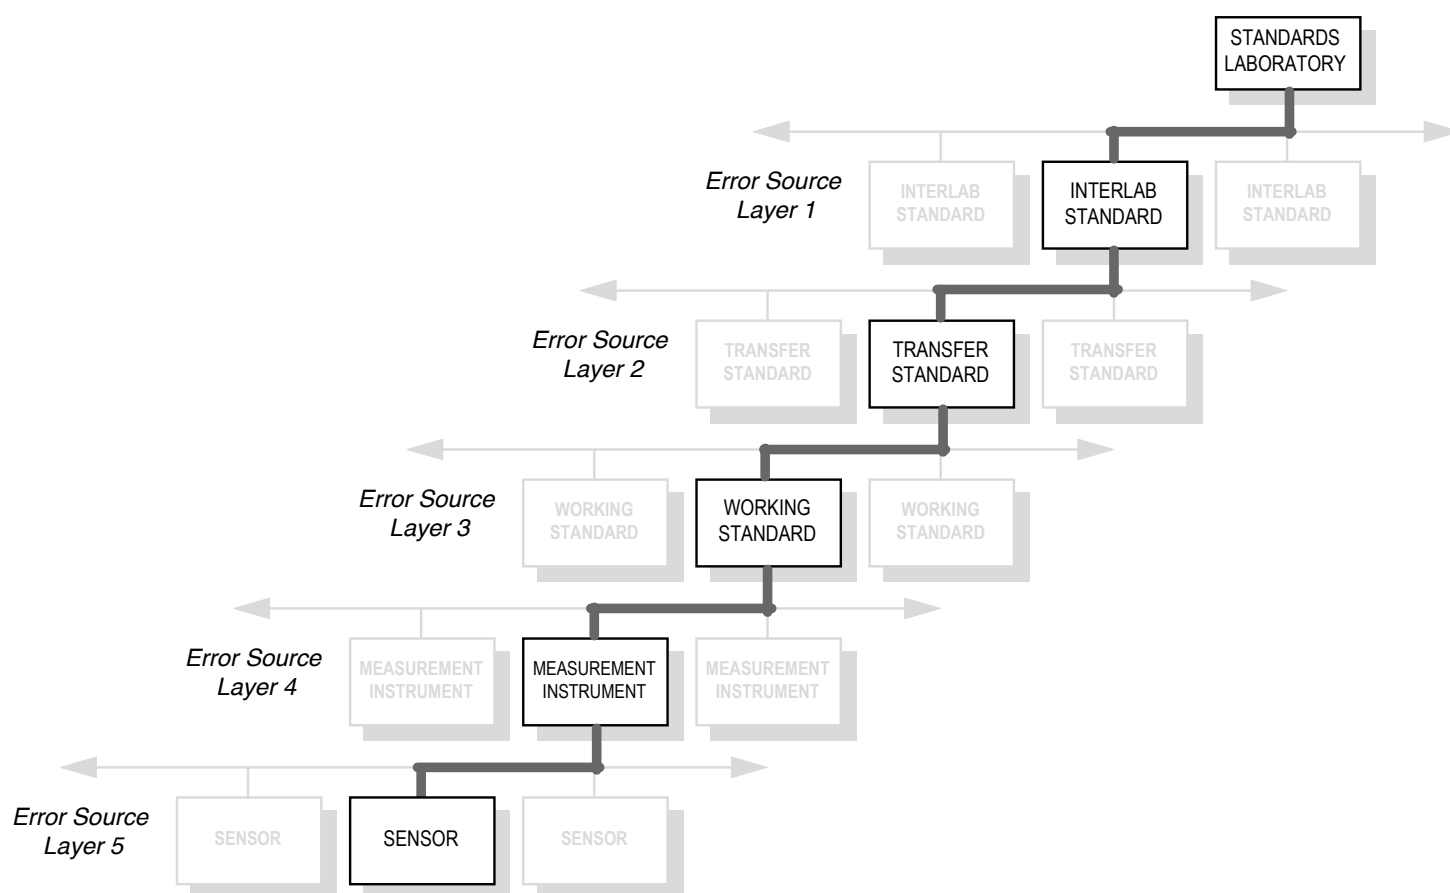 STANDARDS
LABORATORY
Error Source
Layer 1
INTERLAB
STANDARD
INTERLAB
STANDARD
INTERLAB
STANDARD
Error Source
Layer 2
TRANSFER
STANDARD
TRANSFER
STANDARD
TRANSFER
STANDARD
Error Source
Layer 3
WORKING
STANDARD
WORKING
STANDARD
WORKING
STANDARD
Error Source
Layer 4
MEASUREMENT
INSTRUMENT
MEASUREMENT
INSTRUMENT
MEASUREMENT
INSTRUMENT
Error Source
Layer 5
SENSOR
SENSOR
SENSOR